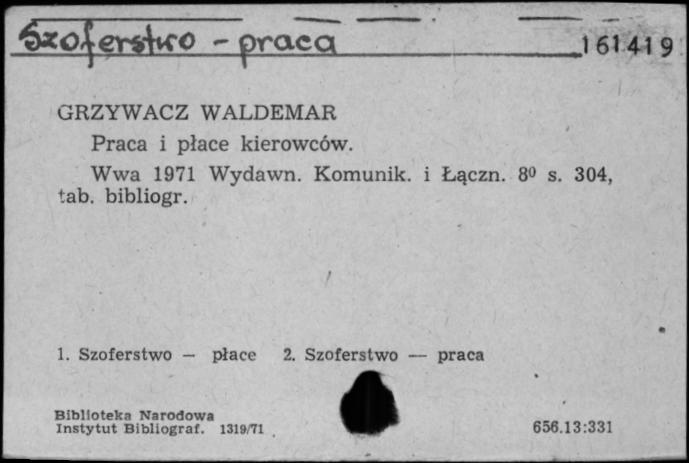 Szoferstwo - praca 161419
GRZYWACZ WALDEMAR
Praca i płace kierowców.
Wwa 1971 Wydawn. Komunik. i Łączn. 8⁰ s. 304,
tab. bibliogr.
1. Szoferstwo — płace 2. Szoferstwo — praca
Biblioteka Narodowa
Instytut Bibliograf. 1319/71
656.13:331